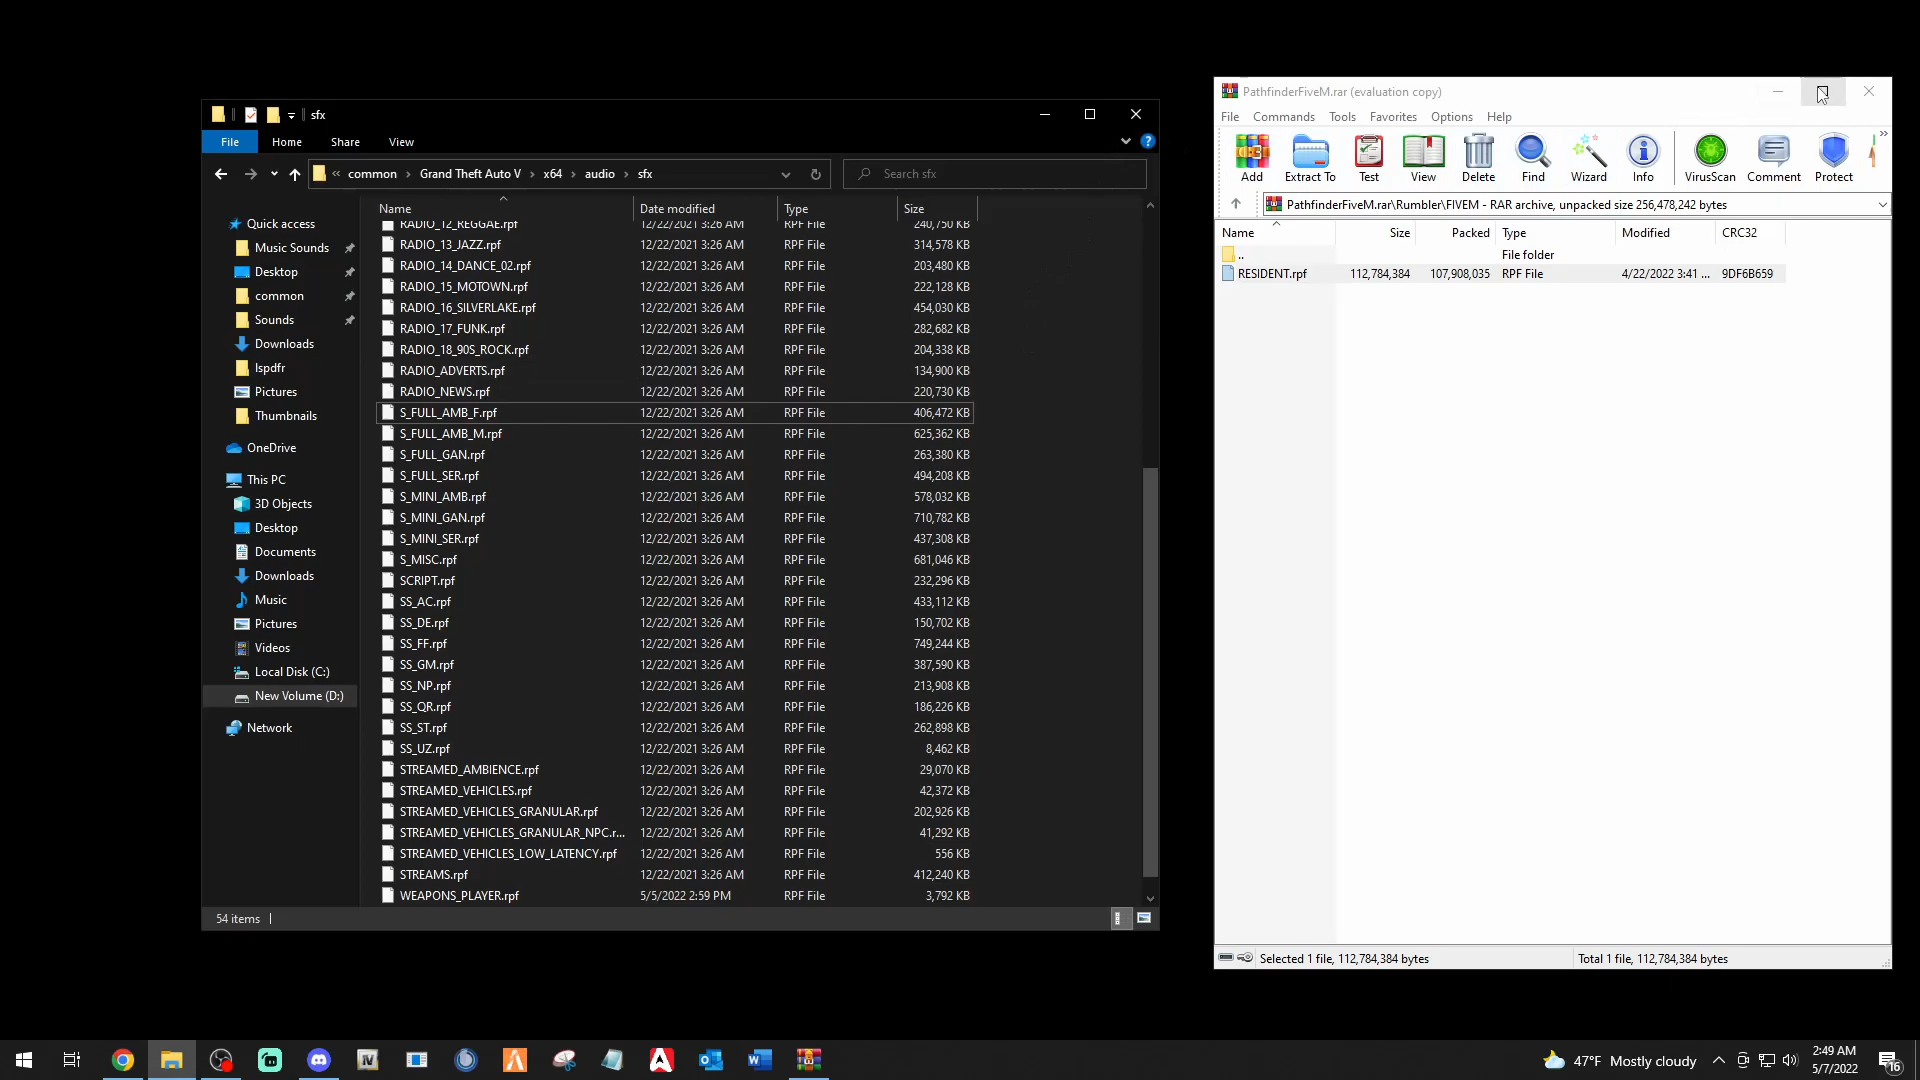 sfx
File
Home
Share
View
« common › Grand Theft Auto V › x64 › audio › sfx
Search sfx
Name
Date modified
Type
Size
Quick access
Music Sounds
Desktop
common
Sounds
Downloads
lspdfr
Pictures
Thumbnails
OneDrive
This PC
3D Objects
Desktop
Documents
Downloads
Music
Pictures
Videos
Local Disk (C:)
New Volume (D:)
Network
RADIO_12_REGGAE.rpf 12/22/2021 3:26 AM RPF File 240,750 KB
RADIO_13_JAZZ.rpf 12/22/2021 3:26 AM RPF File 314,578 KB
RADIO_14_DANCE_02.rpf 12/22/2021 3:26 AM RPF File 203,480 KB
RADIO_15_MOTOWN.rpf 12/22/2021 3:26 AM RPF File 222,128 KB
RADIO_16_SILVERLAKE.rpf 12/22/2021 3:26 AM RPF File 454,030 KB
RADIO_17_FUNK.rpf 12/22/2021 3:26 AM RPF File 282,682 KB
RADIO_18_90S_ROCK.rpf 12/22/2021 3:26 AM RPF File 204,338 KB
RADIO_ADVERTS.rpf 12/22/2021 3:26 AM RPF File 134,900 KB
RADIO_NEWS.rpf 12/22/2021 3:26 AM RPF File 220,730 KB
S_FULL_AMB_F.rpf 12/22/2021 3:26 AM RPF File 406,472 KB
S_FULL_AMB_M.rpf 12/22/2021 3:26 AM RPF File 625,362 KB
S_FULL_GAN.rpf 12/22/2021 3:26 AM RPF File 263,380 KB
S_FULL_SER.rpf 12/22/2021 3:26 AM RPF File 494,208 KB
S_MINI_AMB.rpf 12/22/2021 3:26 AM RPF File 578,032 KB
S_MINI_GAN.rpf 12/22/2021 3:26 AM RPF File 710,782 KB
S_MINI_SER.rpf 12/22/2021 3:26 AM RPF File 437,308 KB
S_MISC.rpf 12/22/2021 3:26 AM RPF File 681,046 KB
SCRIPT.rpf 12/22/2021 3:26 AM RPF File 232,296 KB
SS_AC.rpf 12/22/2021 3:26 AM RPF File 433,112 KB
SS_DE.rpf 12/22/2021 3:26 AM RPF File 150,702 KB
SS_FF.rpf 12/22/2021 3:26 AM RPF File 749,244 KB
SS_GM.rpf 12/22/2021 3:26 AM RPF File 387,590 KB
SS_NP.rpf 12/22/2021 3:26 AM RPF File 213,908 KB
SS_QR.rpf 12/22/2021 3:26 AM RPF File 186,226 KB
SS_ST.rpf 12/22/2021 3:26 AM RPF File 262,898 KB
SS_UZ.rpf 12/22/2021 3:26 AM RPF File 8,462 KB
STREAMED_AMBIENCE.rpf 12/22/2021 3:26 AM RPF File 29,070 KB
STREAMED_VEHICLES.rpf 12/22/2021 3:26 AM RPF File 42,372 KB
STREAMED_VEHICLES_GRANULAR.rpf 12/22/2021 3:26 AM RPF File 202,926 KB
STREAMED_VEHICLES_GRANULAR_NPC.r... 12/22/2021 3:26 AM RPF File 41,292 KB
STREAMED_VEHICLES_LOW_LATENCY.rpf 12/22/2021 3:26 AM RPF File 556 KB
STREAMS.rpf 12/22/2021 3:26 AM RPF File 412,240 KB
WEAPONS_PLAYER.rpf 5/5/2022 2:59 PM RPF File 3,792 KB
54 items
PathfinderFiveM.rar (evaluation copy)
File Commands Tools Favorites Options Help
Add Extract To Test View Delete Find Wizard Info VirusScan Comment Protect
PathfinderFiveM.rar\Rumbler\FIVEM - RAR archive, unpacked size 256,478,242 bytes
Name Size Packed Type Modified CRC32
.. File folder
RESIDENT.rpf 112,784,384 107,908,035 RPF File 4/22/2022 3:41 ... 9DF6B659
Selected 1 file, 112,784,384 bytes
Total 1 file, 112,784,384 bytes
47°F Mostly cloudy
2:49 AM
5/7/2022
16